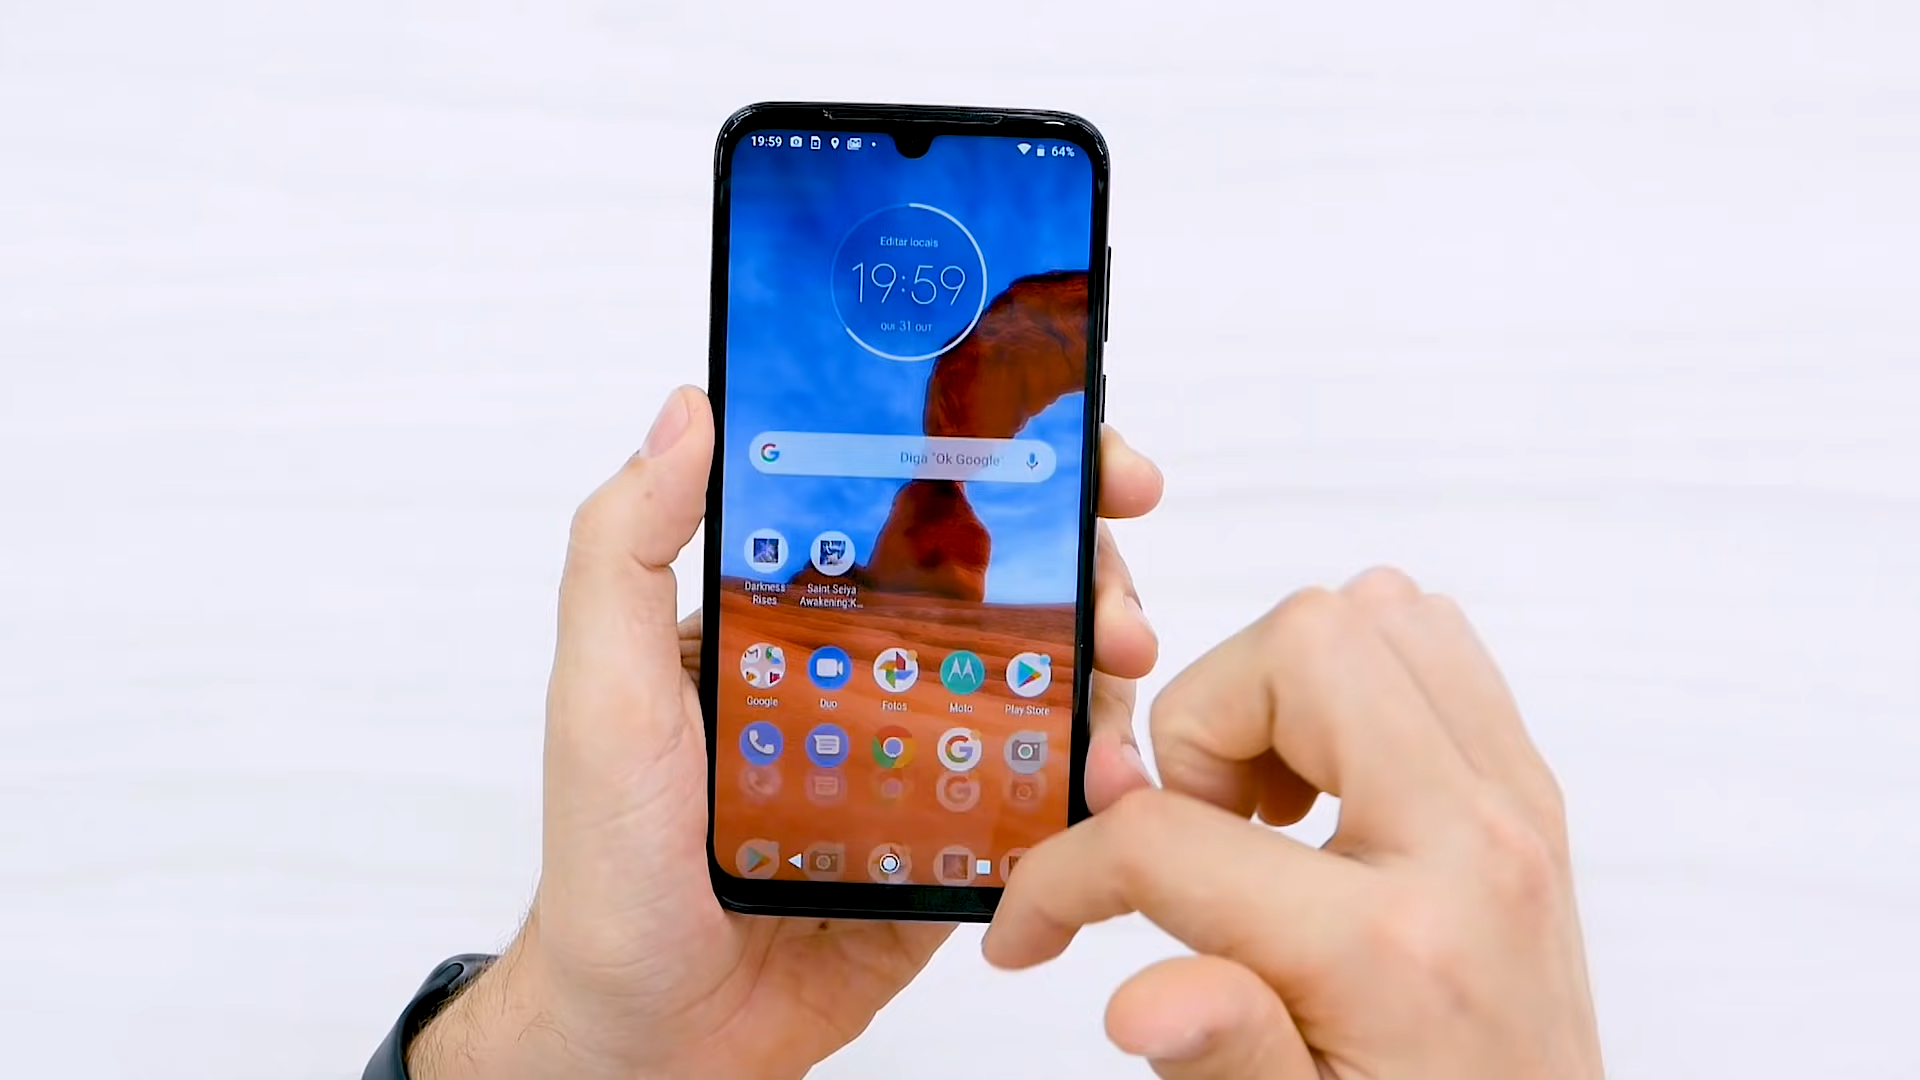 19:59
64%
Editar locais
19:59
QUI 31 OUT
Diga "Ok Google"
Darkness
Rises
Saint Seiya
Awakening:K...
Google
Duo
Fotos
Moto
Play Store